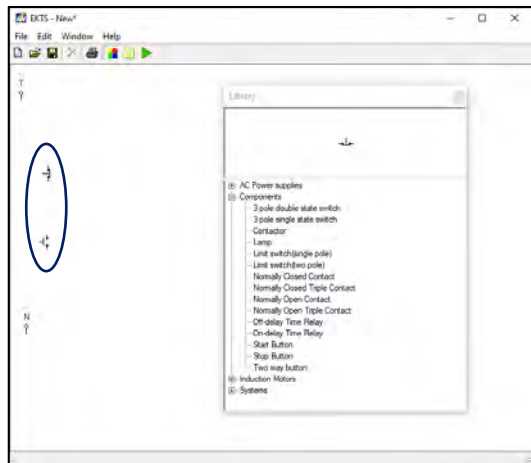 EKTS - New*
File Edit Window Help
T
Library
AC Power supplies
Components
3 pole double state switch
3 pole single state switch
Contactor
Lamp
Limit switch(single pole)
Limit switch(two pole)
Normally Closed Contact
Normally Closed Triple Contact
Normally Open Contact
Normally Open Triple Contact
Off-delay Time Relay
On-delay Time Relay
Start Button
Stop Button
Two way button
Induction Motors
Systems
N